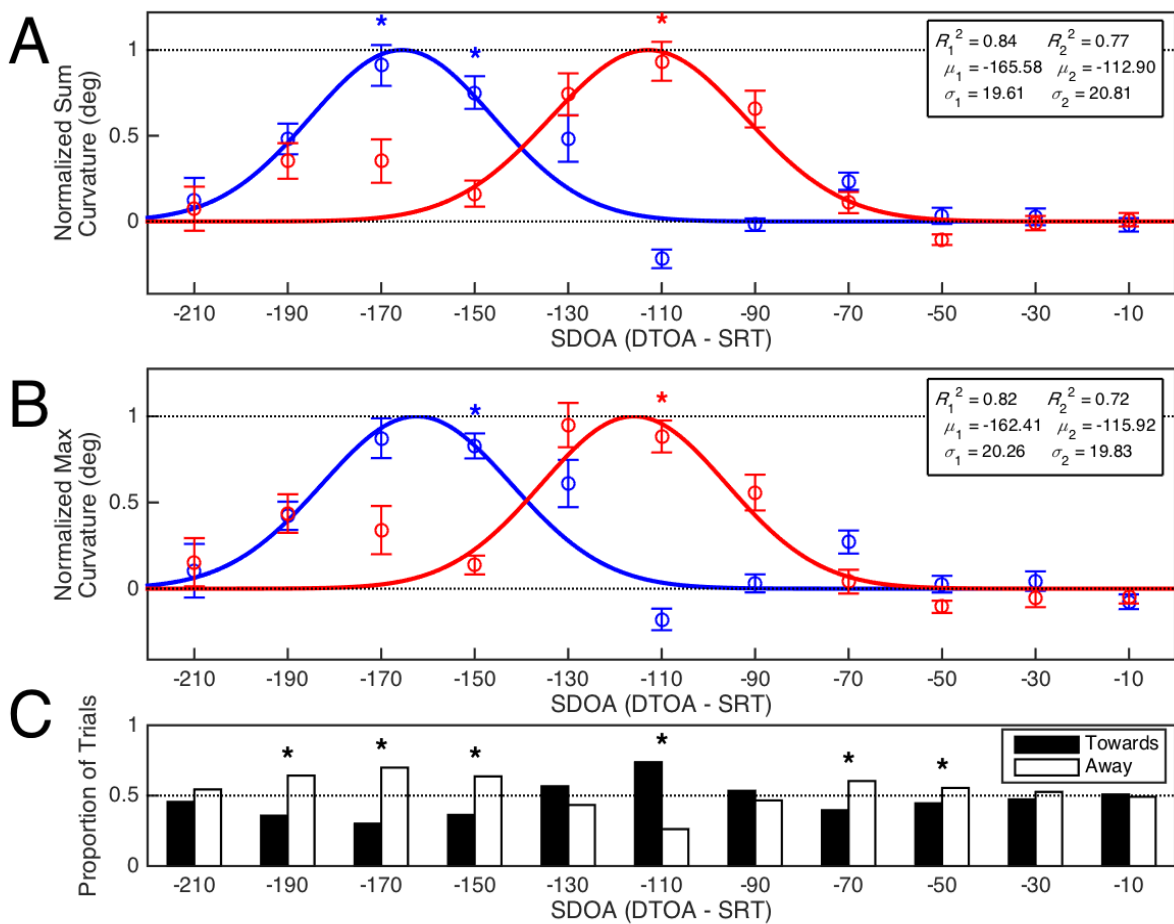 A
* * *
R₁² = 0.84 R₂² = 0.77
μ₁ = -165.58 μ₂ = -112.90
σ₁ = 19.61 σ₂ = 20.81
Normalized Sum
Curvature (deg)
1
0.5
0
-210 -190 -170 -150 -130 -110 -90 -70 -50 -30 -10
SDOA (DTOA - SRT)
B
* *
R₁² = 0.82 R₂² = 0.72
μ₁ = -162.41 μ₂ = -115.92
σ₁ = 20.26 σ₂ = 19.83
Normalized Max
Curvature (deg)
1
0.5
0
-210 -190 -170 -150 -130 -110 -90 -70 -50 -30 -10
SDOA (DTOA - SRT)
C
Proportion of Trials
1
0.5
0
* * * * * *
Towards
Away
-210 -190 -170 -150 -130 -110 -90 -70 -50 -30 -10
SDOA (DTOA - SRT)